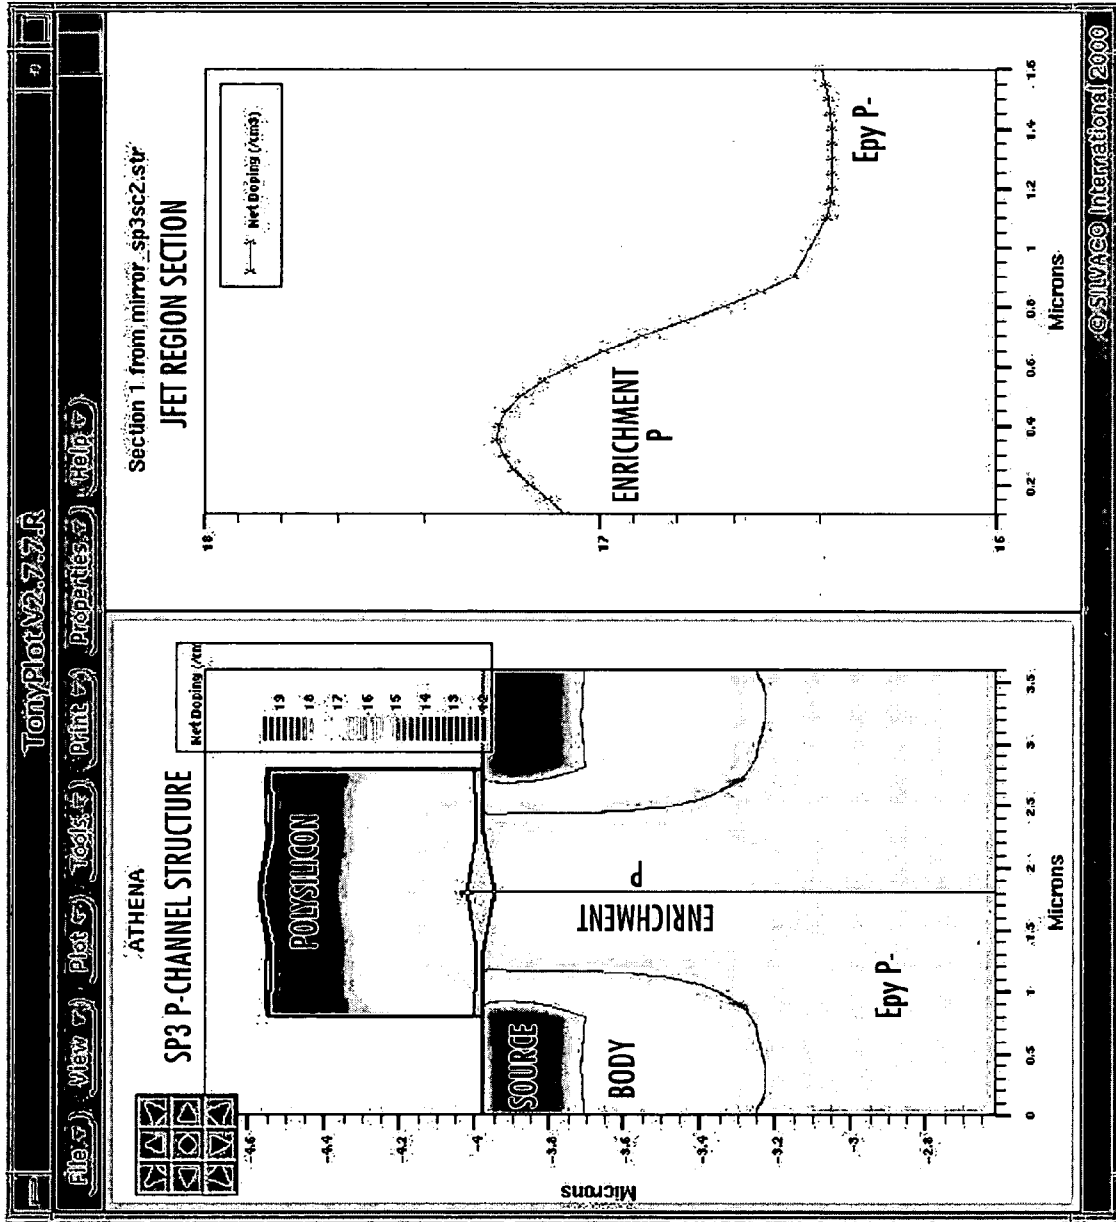 TonyPlot V2.7.7.R
File View Plot Tools Print Properties Help
ATHENA
SP3 P-CHANNEL STRUCTURE
Net Doping (/cm
19
18
17
16
15
14
13
12
POLYSILICON
SOURCE
BODY
ENRICHMENT
P
Epy P-
-4.6
-4.4
-4.2
-4
-3.8
-3.6
-3.4
-3.2
-3
-2.8
Microns
0 0.5 1 1.5 2 2.5 3 3.5
Microns
Section 1 from mirror_sp3sc2.str
JFET REGION SECTION
Net Doping (/cm3)
18
17
16
ENRICHMENT
P
Epy P-
0.2 0.4 0.6 0.8 1 1.2 1.4 1.6
Microns
© SILVACO International 2000